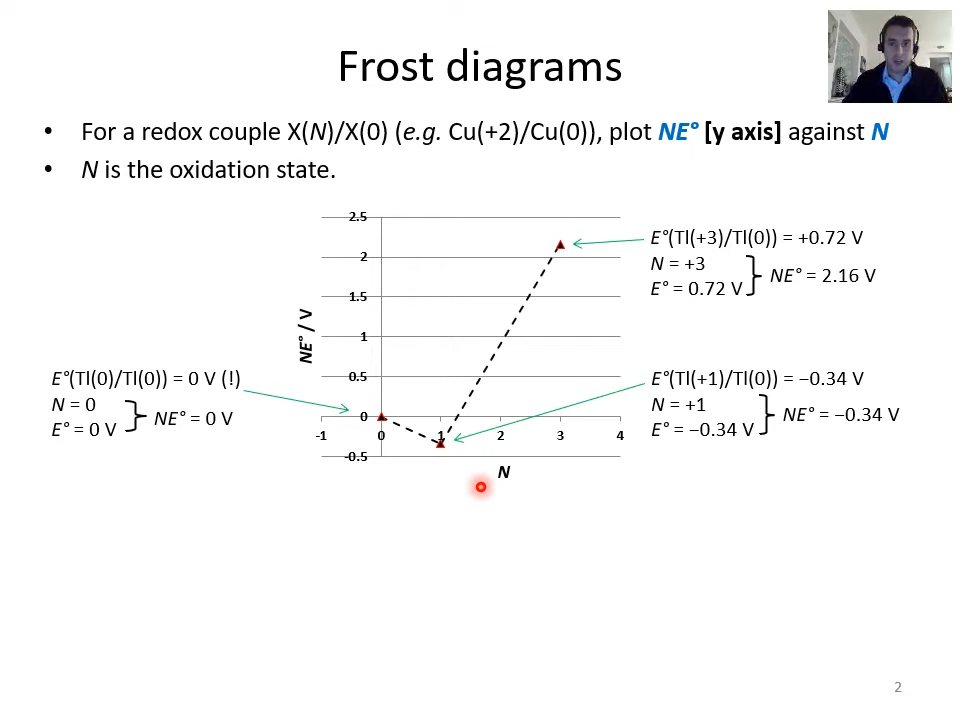 Frost diagrams
• For a redox couple X(N)/X(0) (e.g. Cu(+2)/Cu(0)), plot NE° [y axis] against N
• N is the oxidation state.
2.5
2
1.5
1
0.5
0
-0.5
NE° / V
-1
0
1
2
3
4
N
E°(Tl(+3)/Tl(0)) = +0.72 V
N = +3
E° = 0.72 V
NE° = 2.16 V
E°(Tl(0)/Tl(0)) = 0 V (!)
N = 0
E° = 0 V
NE° = 0 V
E°(Tl(+1)/Tl(0)) = −0.34 V
N = +1
E° = −0.34 V
NE° = −0.34 V
2